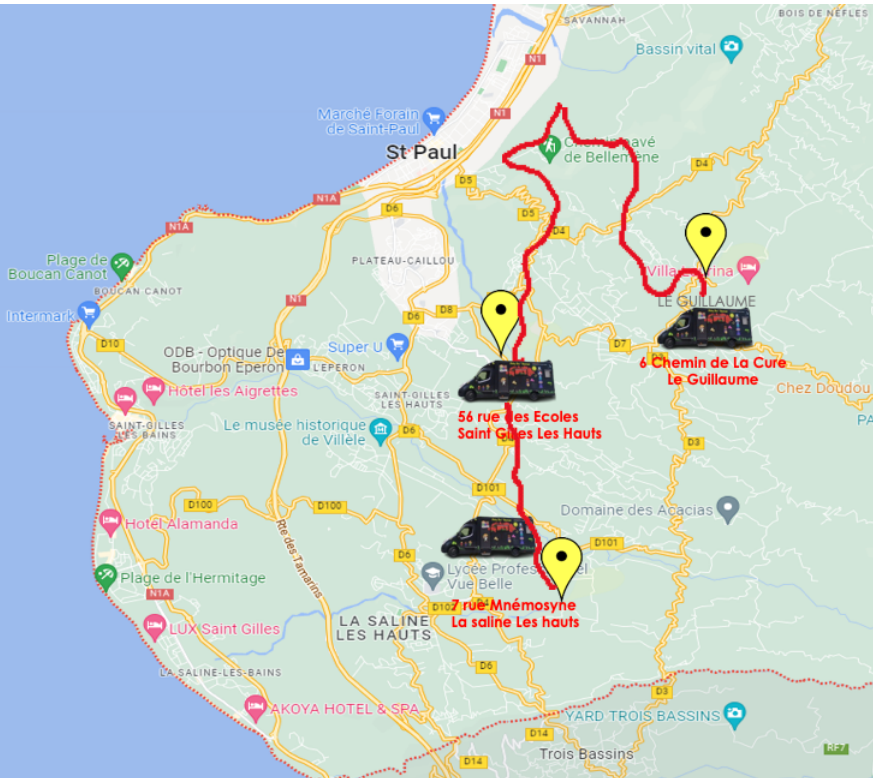 SAVANNAH
BOIS DE NÈFLES
Bassin vital
N1
Marché Forain
de Saint-Paul
N1
St Paul
Chemin pavé
de Bellemène
D4
D5
N1A
D6
D5
N1A
D4
Plage de
Boucan Canot
PLATEAU-CAILLOU
BOUCAN CANOT
N1
LE GUILLAUME
Intermark
D6
D8
D10
Super U
D7
ODB - Optique De
Bourbon Eperon
L'EPERON
6 Chemin de La Cure
Le Guillaume
Hôtel les Aigrettes
SAINT-GILLES
LES HAUTS
Chez Doudou
SAINT-GILLES
LES BAINS
56 rue des Ecoles
Saint Gilles Les Hauts
Le musée historique
de Villèle
D6
D3
D101
D100
D100
Domaine des Acacias
Hotel Alamanda
Rte des Tamarins
D101
D6
Plage de l'Hermitage
Lycée Professionnel
Vue Belle
N1A
7 rue Mnémosyne
La saline Les hauts
LA SALINE
LES HAUTS
LUX Saint Gilles
D6
LA SALINE-LES-BAINS
D3
AKOYA HOTEL & SPA
YARD TROIS BASSINS
D14
D14
Trois Bassins
RF7